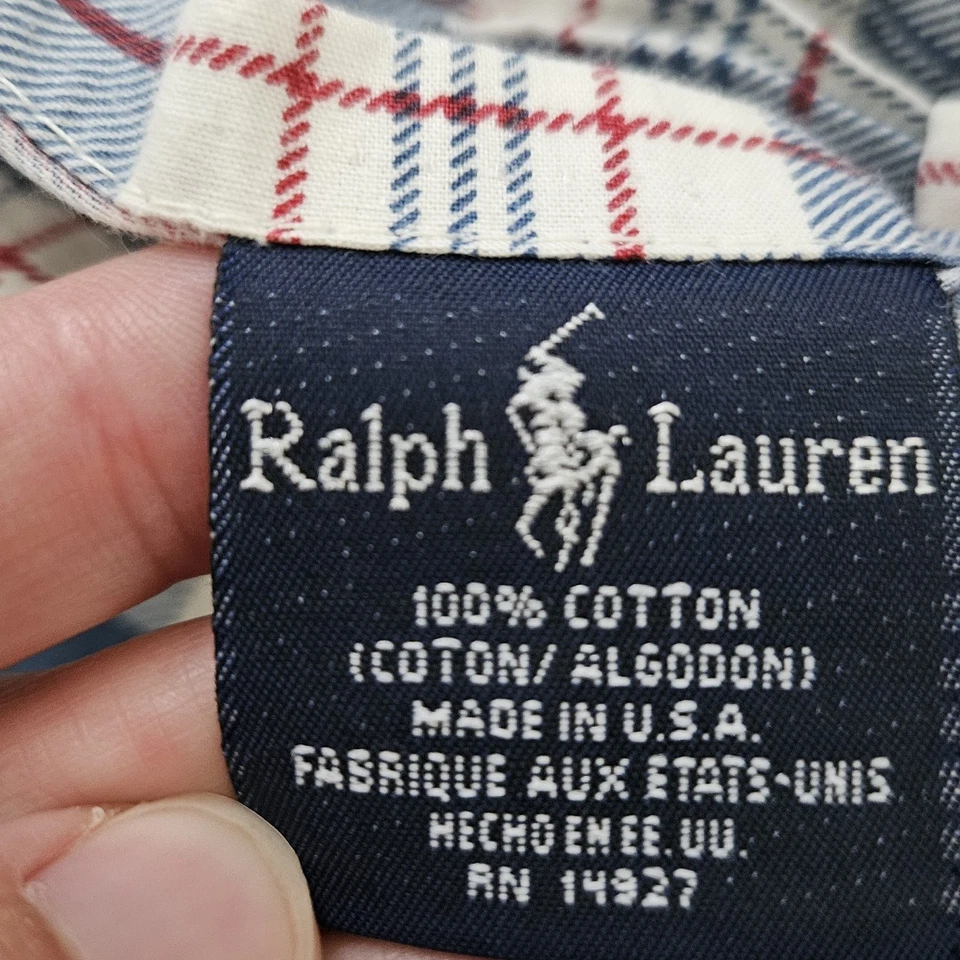 Ralph Lauren
100% COTTON
(COTON/ALGODON)
MADE IN U.S.A.
FABRIQUE AUX ETATS-UNIS
HECHO EN EE.UU.
RN 14927